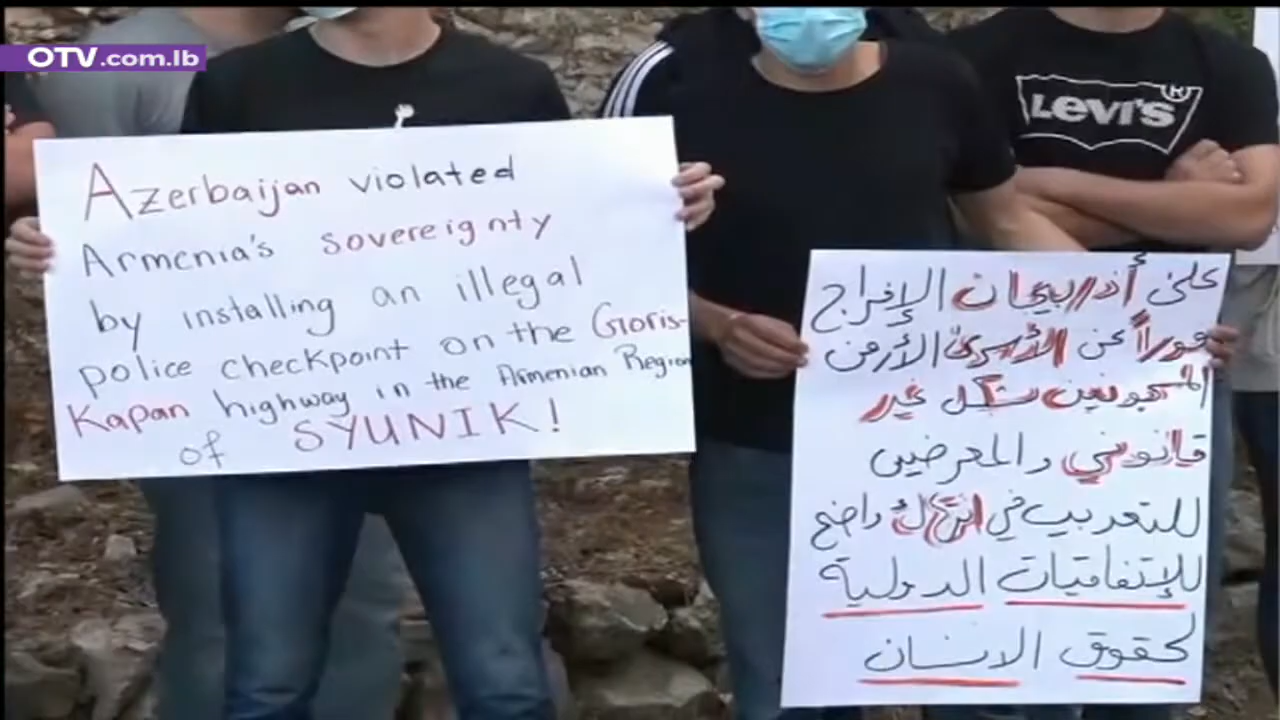 OTV.com.lb
Azerbaijan violated
Armenia's sovereignty
by installing an illegal
police checkpoint on the Gioris-
Kapan highway in the Armenian Region
of SYUNIK!
LEVI'S®
على أذربيجان الإفراج
فوراً عن الأسرى الأرمن
المسجونين بشكل غير
قانوني والمعرضين
للتعذيب في انتهاك واضح
للإتفاقيات الدولية
لحقوق الانسان